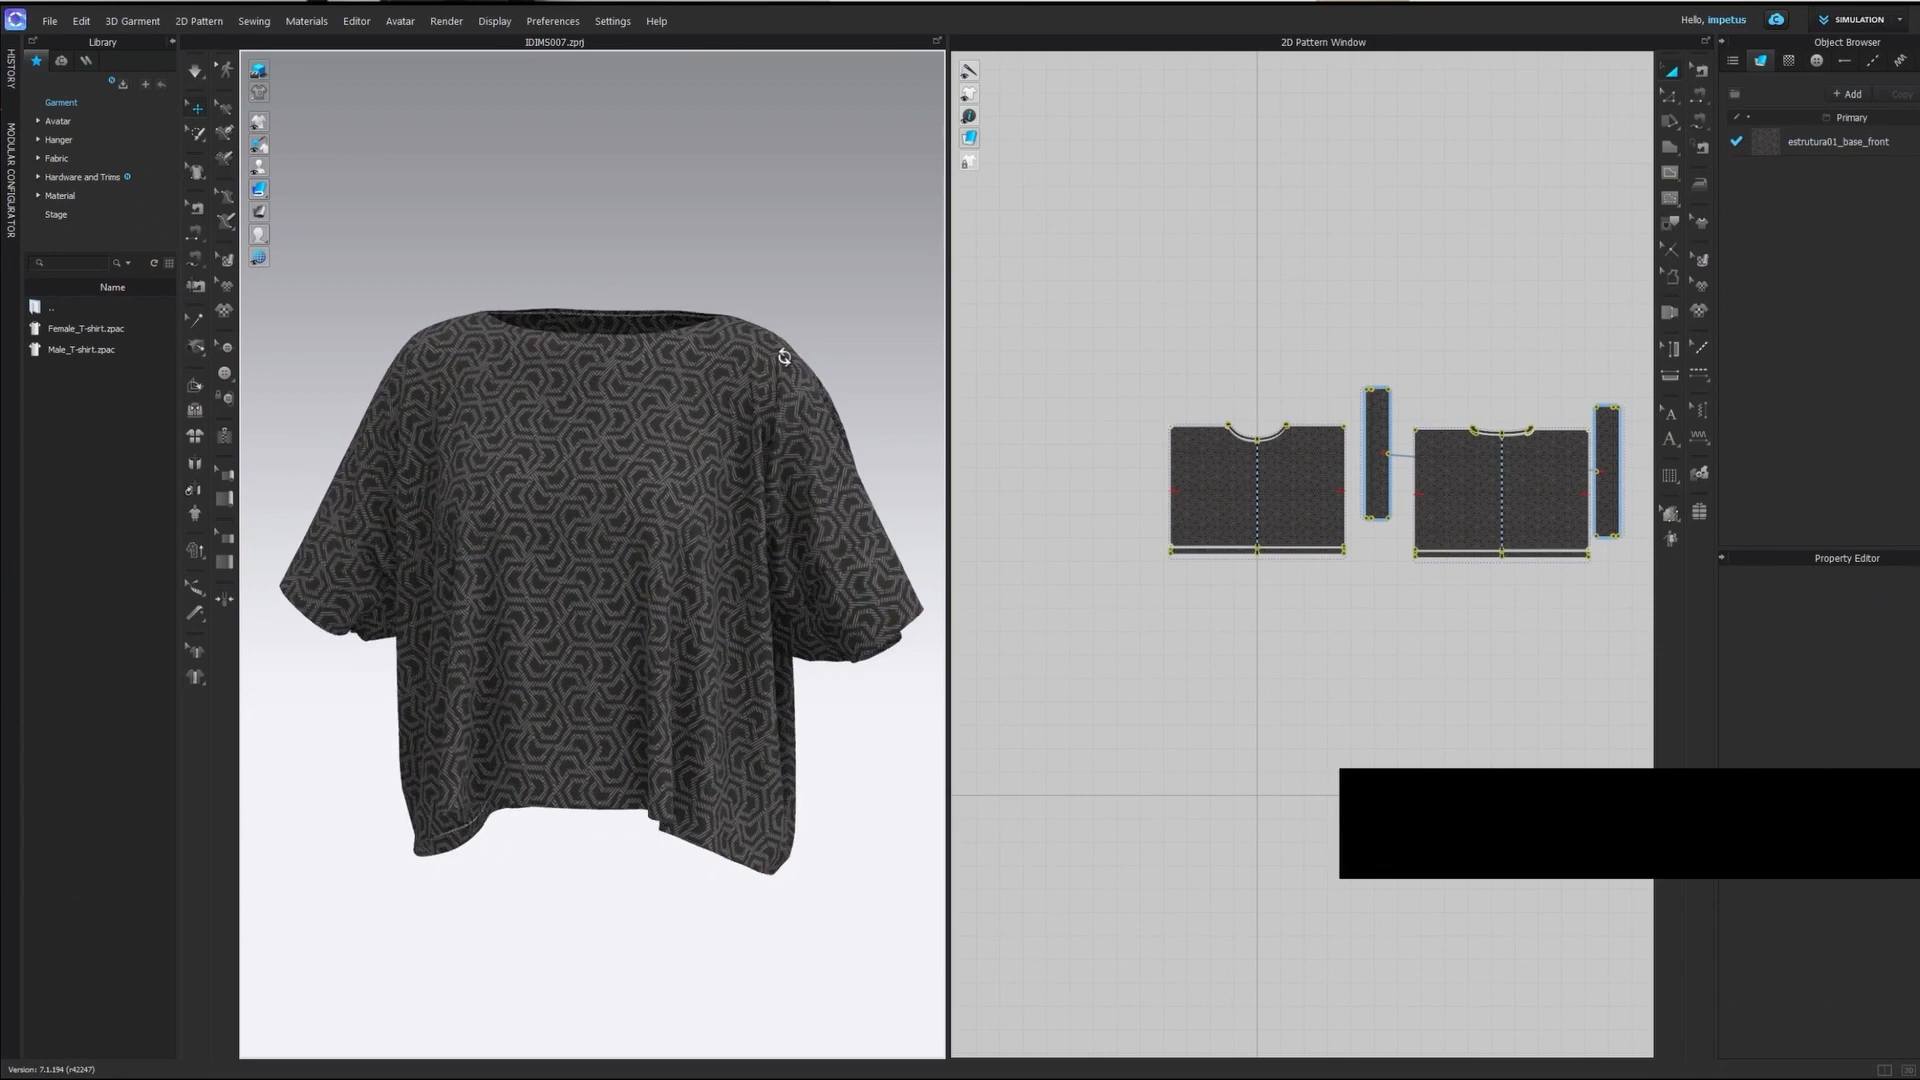 File Edit 3D Garment 2D Pattern Sewing Materials Editor Avatar Render Display Preferences Settings Help
Hello, impetus
SIMULATION
Library
IDIMS007.zprj
2D Pattern Window
Object Browser
HISTORY
MODULAR CONFIGURATOR
Garment
Avatar
Hanger
Fabric
Hardware and Trims
Material
Stage
Name
..
Female_T-shirt.zpac
Male_T-shirt.zpac
+ Add
Copy
Primary
estrutura01_base_front
Property Editor
Version: 7.1.194 (r42247)
3D